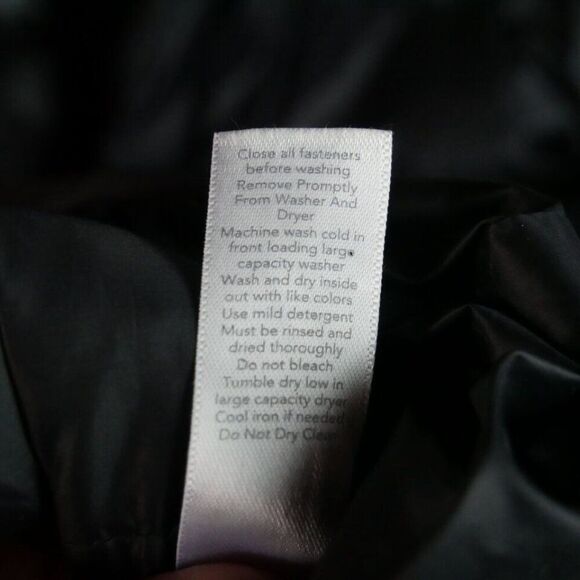 Close all fasteners
before washing
Remove Promptly
From Washer And
Dryer
Machine wash cold in
front loading large
capacity washer
Wash and dry inside
out with like colors
Use mild detergent
Must be rinsed and
dried thoroughly
Do not bleach
Tumble dry low in
large capacity dryer
Cool iron if needed
Do Not Dry Clean